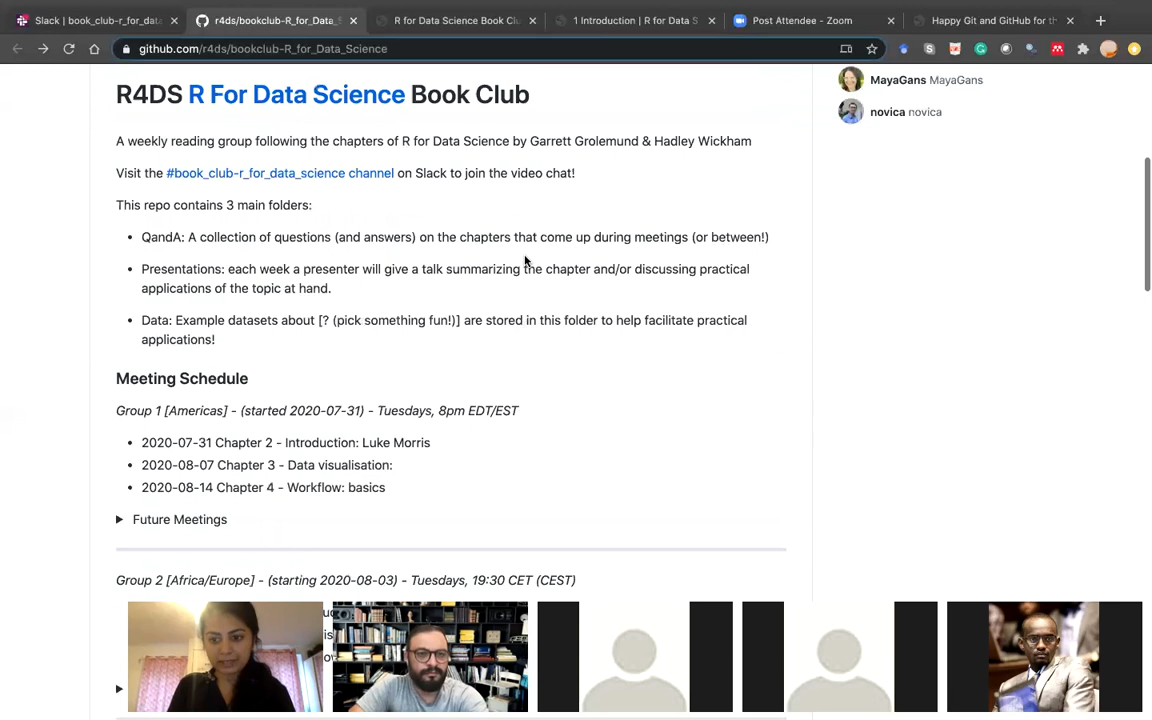 Slack | book_club-r_for_dat
r4ds/bookclub-R_for_Data_S
R for Data Science Book Clu
1 Introduction | R for Data S
Post Attendee - Zoom
Happy Git and GitHub for th
github.com/r4ds/bookclub-R_for_Data_Science
MayaGans MayaGans
novica novica
R4DS R For Data Science Book Club
A weekly reading group following the chapters of R for Data Science by Garrett Grolemund & Hadley Wickham
Visit the #book_club-r_for_data_science channel on Slack to join the video chat!
This repo contains 3 main folders:
• QandA: A collection of questions (and answers) on the chapters that come up during meetings (or between!)
• Presentations: each week a presenter will give a talk summarizing the chapter and/or discussing practical
applications of the topic at hand.
• Data: Example datasets about [? (pick something fun!)] are stored in this folder to help facilitate practical
applications!
Meeting Schedule
Group 1 [Americas] - (started 2020-07-31) - Tuesdays, 8pm EDT/EST
• 2020-07-31 Chapter 2 - Introduction: Luke Morris
• 2020-08-07 Chapter 3 - Data visualisation:
• 2020-08-14 Chapter 4 - Workflow: basics
Future Meetings
Group 2 [Africa/Europe] - (starting 2020-08-03) - Tuesdays, 19:30 CET (CEST)